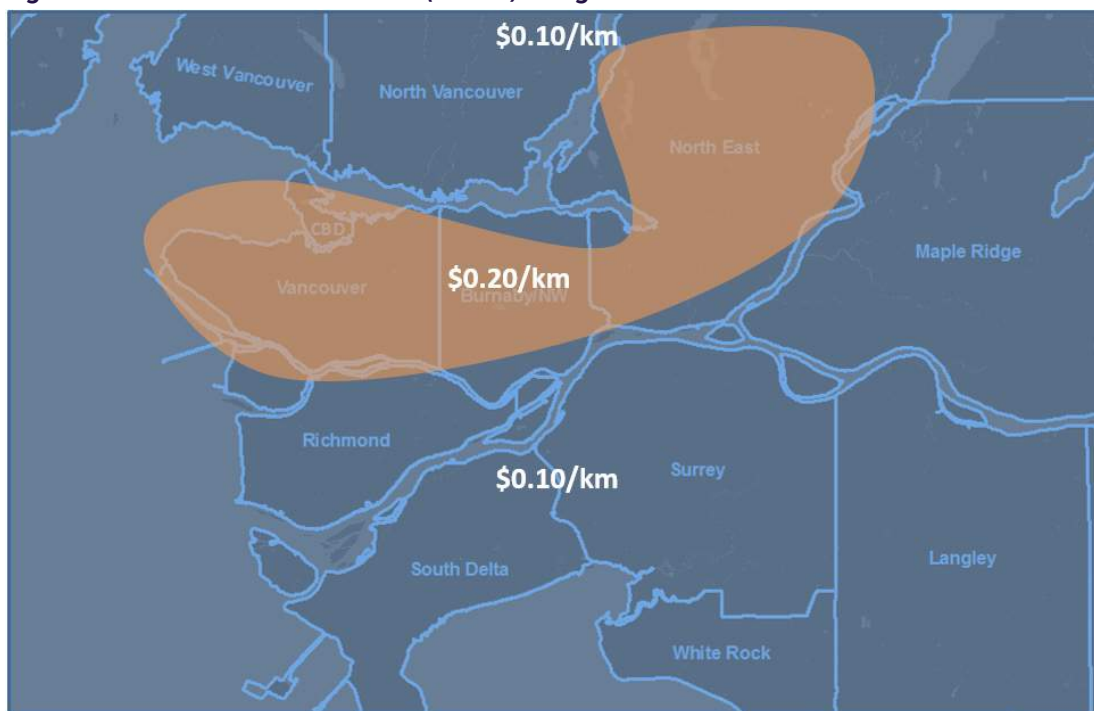 $0.10/km
West Vancouver
North Vancouver
North East
CBD
Maple Ridge
$0.20/km
Vancouver
Burnaby/NW
Richmond
$0.10/km
Surrey
South Delta
Langley
White Rock